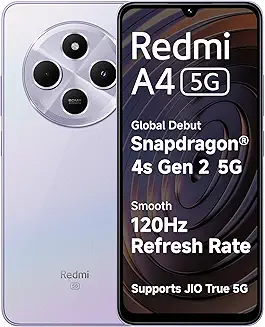 Redmi
A4 5G
Global Debut
Snapdragon®
4s Gen 2 5G
Smooth
120Hz
Refresh Rate
Supports JIO True 5G
Redmi
5G